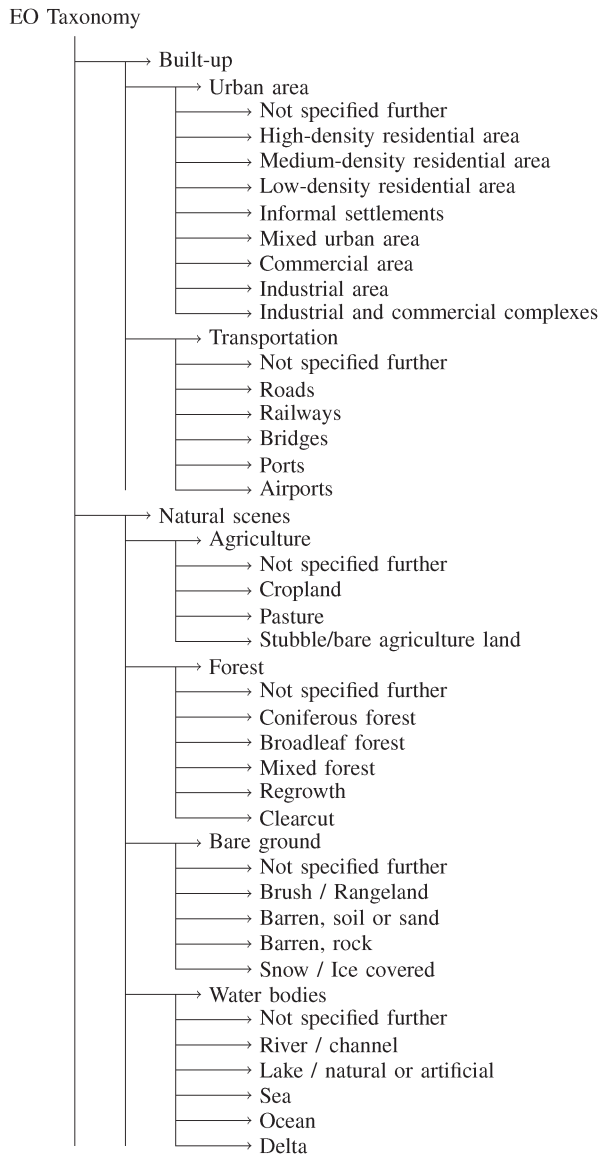 EO Taxonomy
Built-up
Urban area
Not specified further
High-density residential area
Medium-density residential area
Low-density residential area
Informal settlements
Mixed urban area
Commercial area
Industrial area
Industrial and commercial complexes
Transportation
Not specified further
Roads
Railways
Bridges
Ports
Airports
Natural scenes
Agriculture
Not specified further
Cropland
Pasture
Stubble/bare agriculture land
Forest
Not specified further
Coniferous forest
Broadleaf forest
Mixed forest
Regrowth
Clearcut
Bare ground
Not specified further
Brush / Rangeland
Barren, soil or sand
Barren, rock
Snow / Ice covered
Water bodies
Not specified further
River / channel
Lake / natural or artificial
Sea
Ocean
Delta